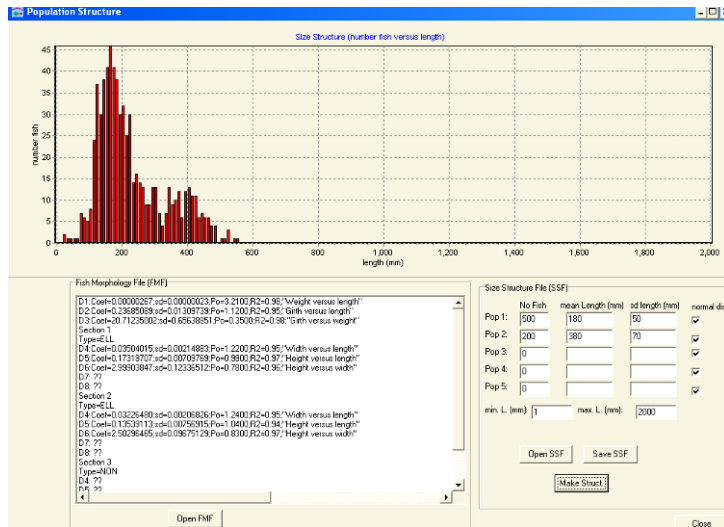 Population Structure
Size Structure (number fish versus length)
number fish
45
40
35
30
25
20
15
10
5
0
0 200 400 600 800 1,000 1,200 1,400 1,600 1,800 2,000
length (mm)
Fish Morphology File (FMF)
D1:Coef=0.00000267;sd=0.00000023;Po=3.2100;R2=0.98;"Weight versus length"
D2:Coef=0.23685089;sd=0.01309739;Po=1.1200;R2=0.95;"Girth versus length"
D3:Coef=20.71235002;sd=0.65638851;Po=0.3500;R2=0.98;"Girth versus weight"
Section 1
Type=ELL
D4:Coef=0.03504015;sd=0.00214883;Po=1.2200;R2=0.95;"Width versus length"
D5:Coef=0.17319707;sd=0.00709769;Po=0.9900;R2=0.97;"Height versus length"
D6:Coef=2.99903847;sd=0.12336512;Po=0.7800;R2=0.96;"Height versus width"
D7: ??
D8: ??
Section 2
Type=ELL
D4:Coef=0.03226480;sd=0.00206826;Po=1.2400;R2=0.95;"Width versus length"
D5:Coef=0.13539113;sd=0.00756915;Po=1.0400;R2=0.94;"Height versus length"
D6:Coef=2.50296465;sd=0.09675129;Po=0.8300;R2=0.97;"Height versus width"
D7: ??
D8: ??
Section 3
Type=NON
D4: ??
D5: ??
Open FMF
Size Structure File (SSF)
No Fish mean Length (mm) sd length (mm) normal dis
Pop 1: 500 180 50
Pop 2: 200 380 70
Pop 3: 0
Pop 4: 0
Pop 5: 0
min. L. (mm): 1 max. L. (mm): 2000
Open SSF Save SSF
Make Struct
Close